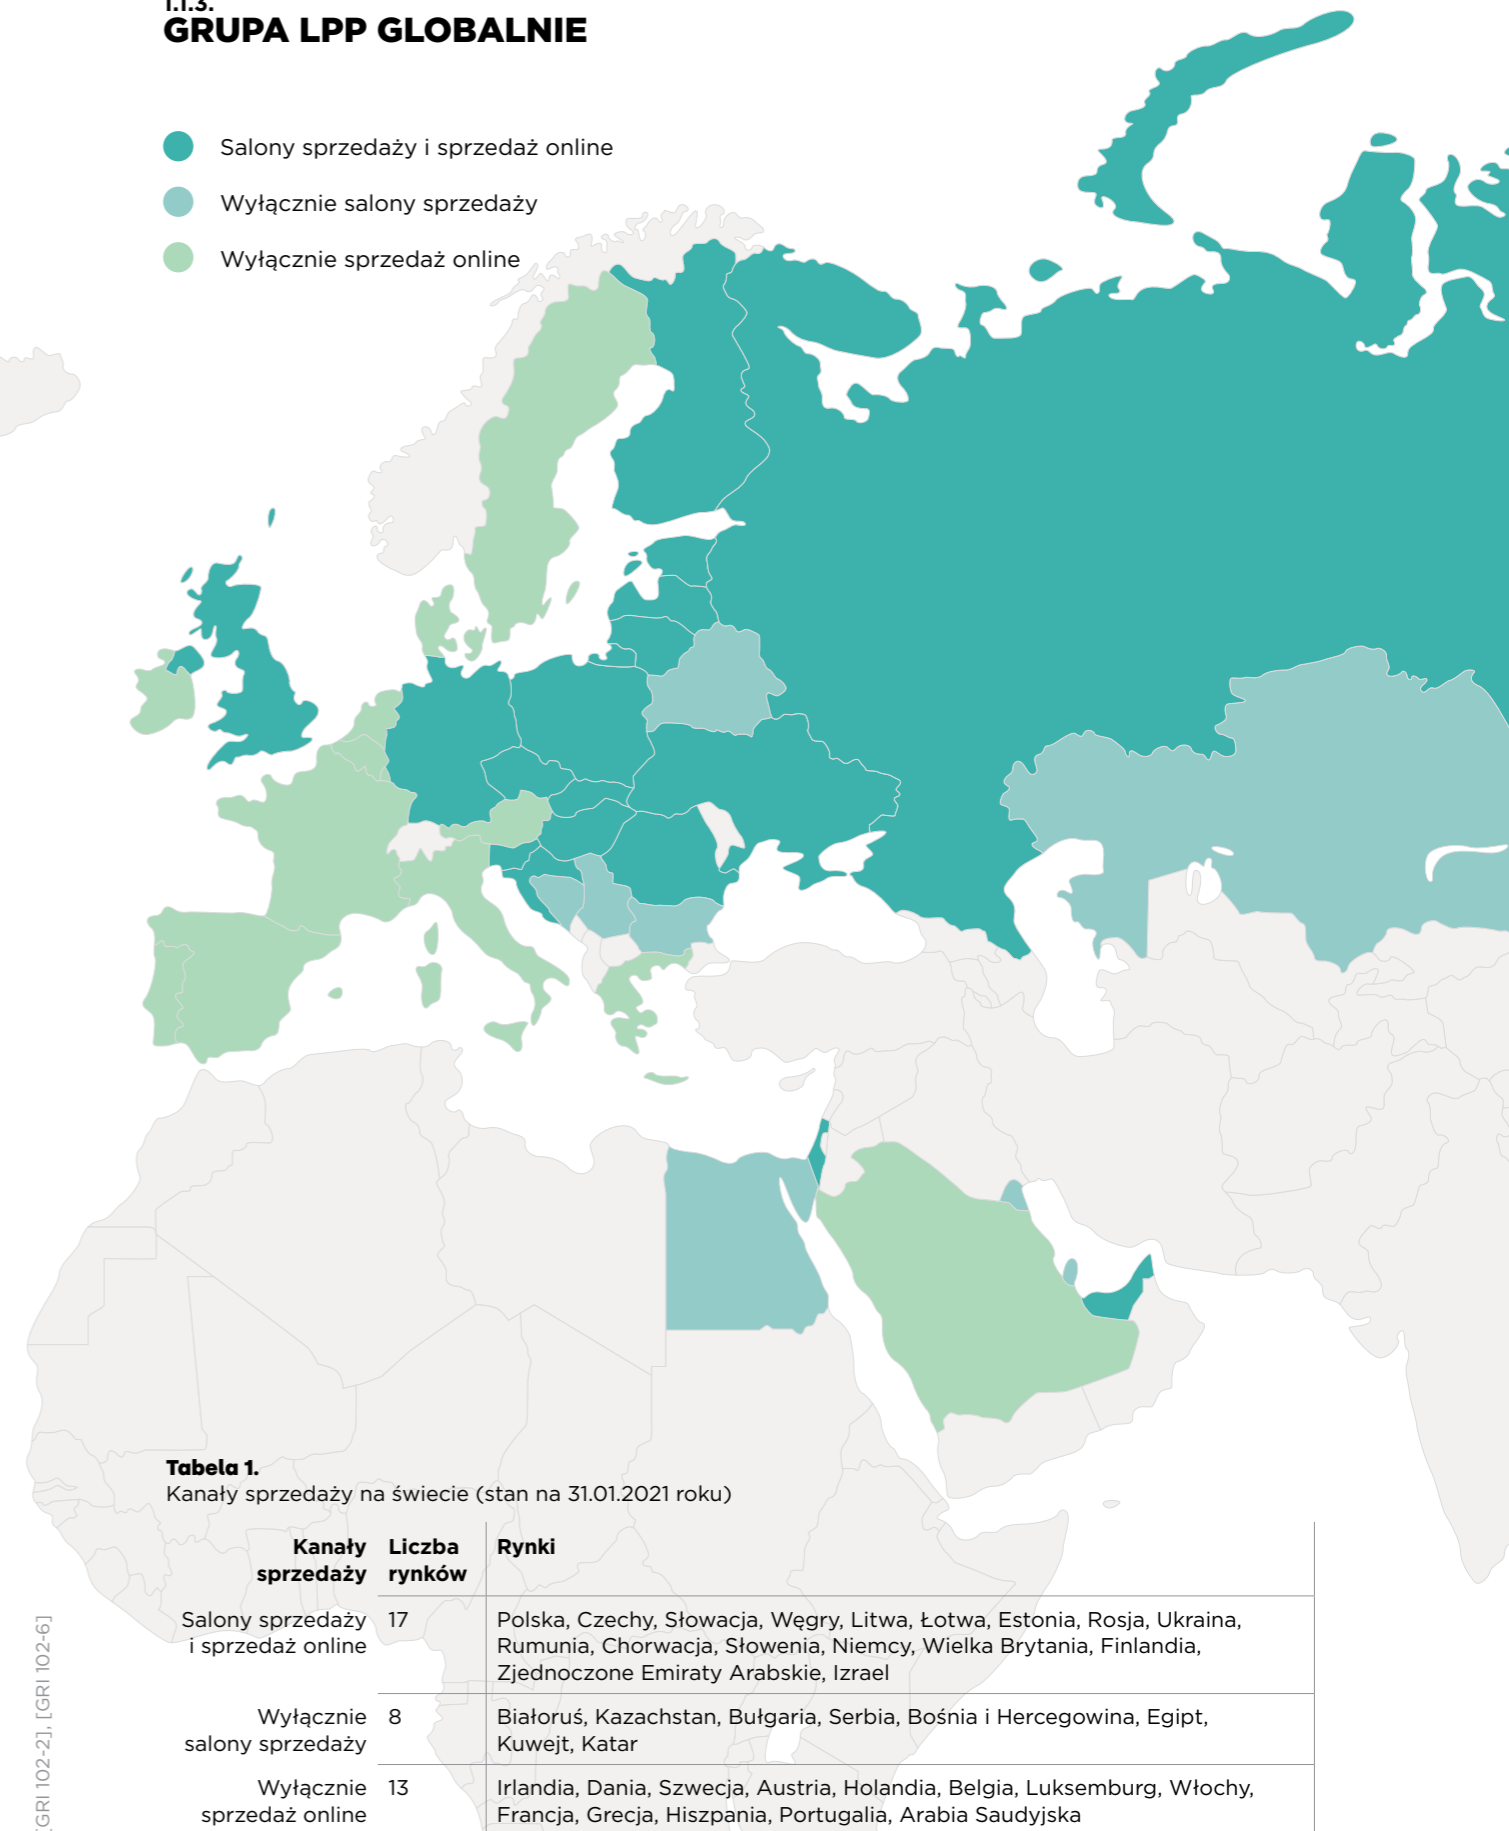 1.1.3.
GRUPA LPP GLOBALNIE
Salony sprzedaży i sprzedaż online
Wyłącznie salony sprzedaży
Wyłącznie sprzedaż online
Tabela 1.
Kanały sprzedaży na świecie (stan na 31.01.2021 roku)
Kanały sprzedaży
Liczba rynków
Rynki
Salony sprzedaży
i sprzedaż online
17
Polska, Czechy, Słowacja, Węgry, Litwa, Łotwa, Estonia, Rosja, Ukraina,
Rumunia, Chorwacja, Słowenia, Niemcy, Wielka Brytania, Finlandia,
Zjednoczone Emiraty Arabskie, Izrael
Wyłącznie
salony sprzedaży
8
Białoruś, Kazachstan, Bułgaria, Serbia, Bośnia i Hercegowina, Egipt,
Kuwejt, Katar
Wyłącznie
sprzedaż online
13
Irlandia, Dania, Szwecja, Austria, Holandia, Belgia, Luksemburg, Włochy,
Francja, Grecja, Hiszpania, Portugalia, Arabia Saudyjska
[GRI 102-2], [GRI 102-6]